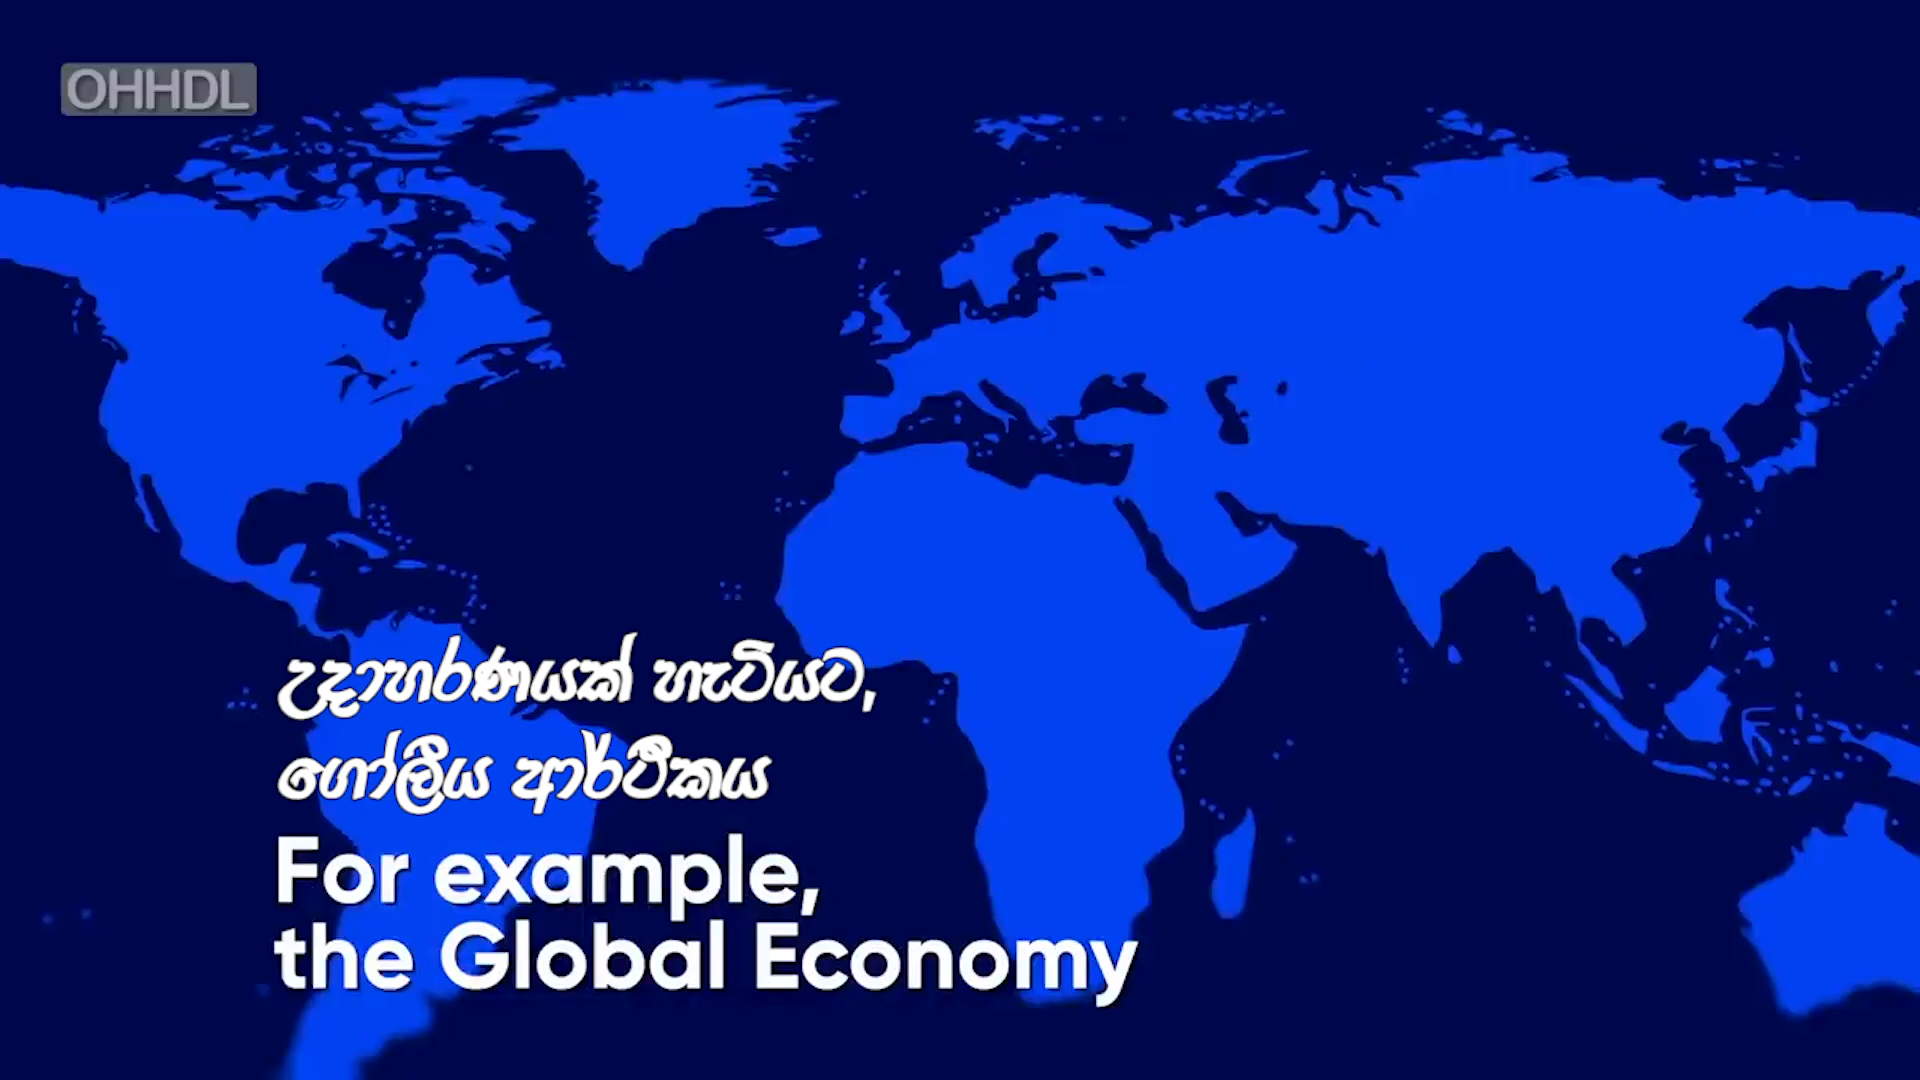 OHHDL
උදාහරණයක් හැටියට,
ගෝලීය ආර්ථිකය
For example,
the Global Economy